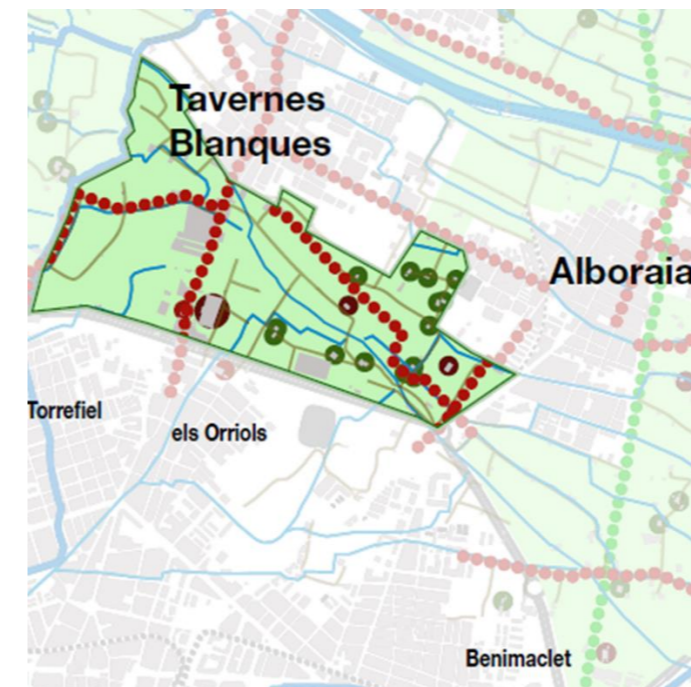 Tavernes
Blanques
Alboraia
Torrefiel
els Orriols
Benimaclet